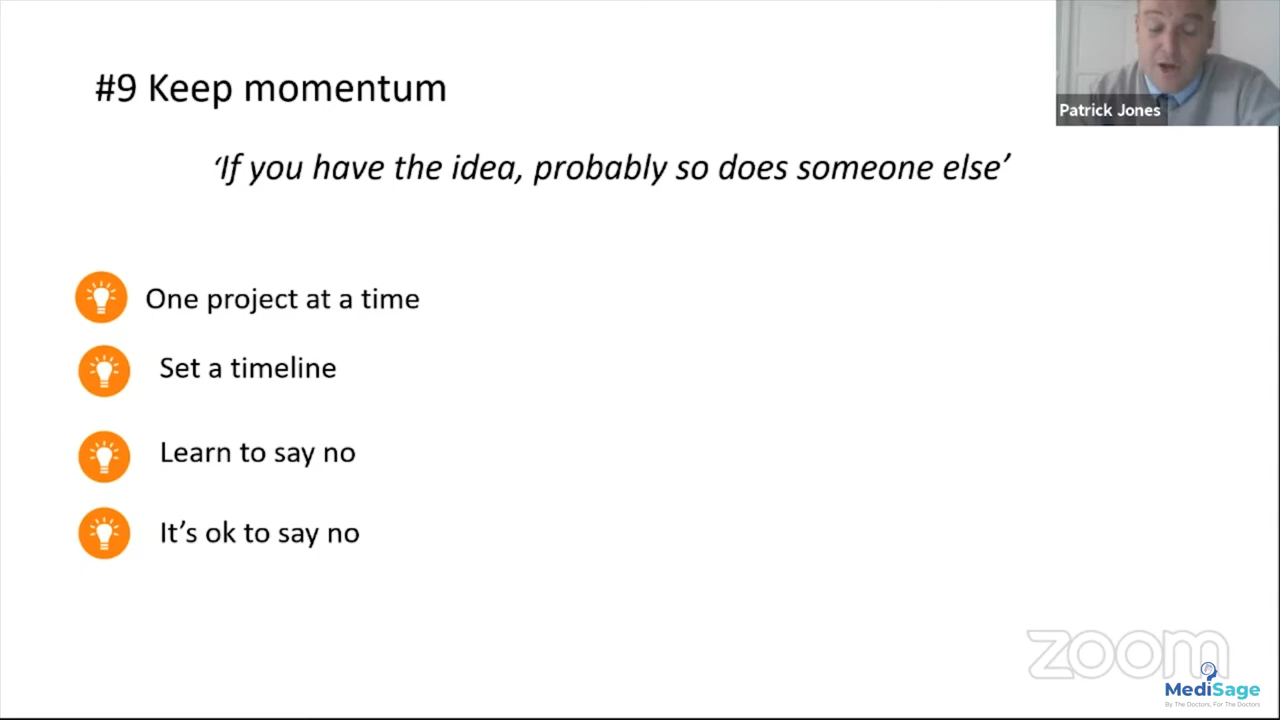 #9 Keep momentum
Patrick Jones
‘If you have the idea, probably so does someone else’
One project at a time
Set a timeline
Learn to say no
It’s ok to say no
zoom
MediSage
By The Doctors, For The Doctors